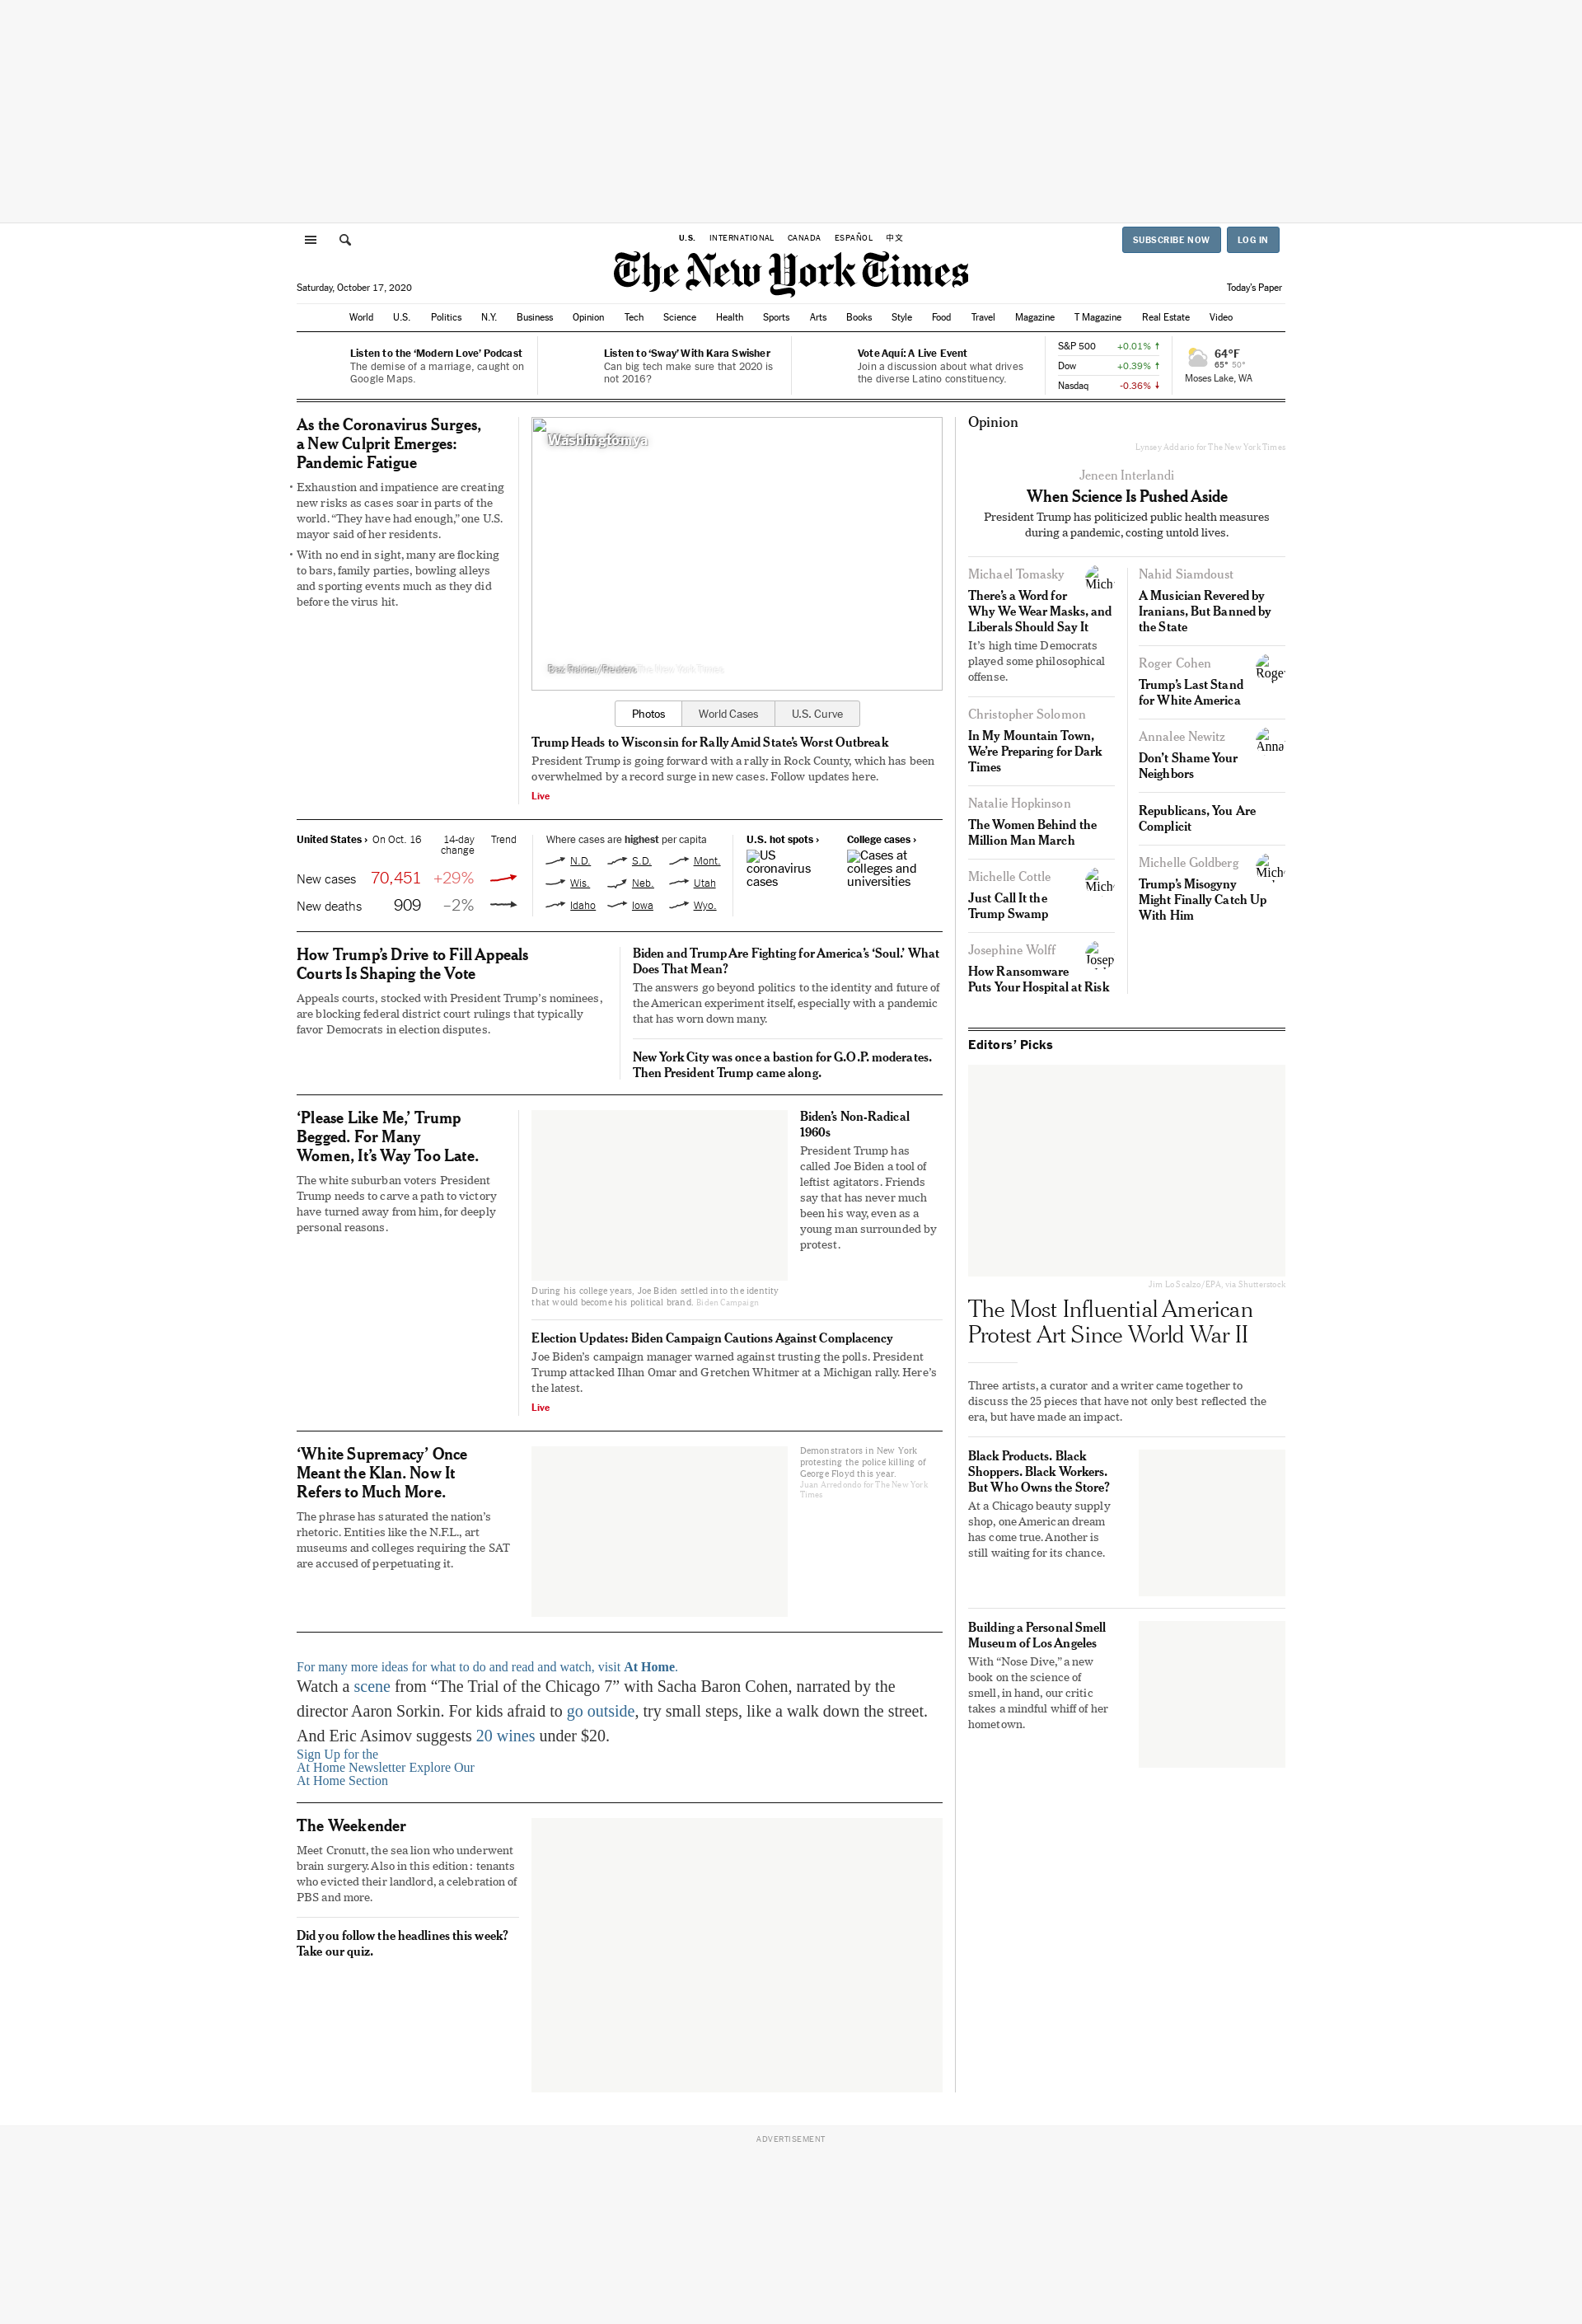 U.S. INTERNATIONAL CANADA ESPAÑOL 中文
SUBSCRIBE NOW LOG IN
The New York Times
Saturday, October 17, 2020
Today's Paper
World U.S. Politics N.Y. Business Opinion Tech Science Health Sports Arts Books Style Food Travel Magazine T Magazine Real Estate Video
Listen to the ‘Modern Love’ Podcast
The demise of a marriage, caught on
Google Maps.
Listen to ‘Sway’ With Kara Swisher
Can big tech make sure that 2020 is
not 2016?
Vote Aquí: A Live Event
Join a discussion about what drives
the diverse Latino constituency.
S&P 500 +0.01%
Dow +0.39%
Nasdaq -0.36%
64°F
65° 50°
Moses Lake, WA
As the Coronavirus Surges,
a New Culprit Emerges:
Pandemic Fatigue
• Exhaustion and impatience are creating
new risks as cases soar in parts of the
world. “They have had enough,” one U.S.
mayor said of her residents.
• With no end in sight, many are flocking
to bars, family parties, bowling alleys
and sporting events much as they did
before the virus hit.
Washington
Photos World Cases U.S. Curve
Trump Heads to Wisconsin for Rally Amid State’s Worst Outbreak
President Trump is going forward with a rally in Rock County, which has been
overwhelmed by a record surge in new cases. Follow updates here.
Live
United States › On Oct. 16 14-day Trend
change
New cases 70,451 +29%
New deaths 909 –2%
Where cases are highest per capita
N.D. S.D. Mont.
Wis. Neb. Utah
Idaho Iowa Wyo.
U.S. hot spots ›
US
coronavirus
cases
College cases ›
Cases at
colleges and
universities
How Trump’s Drive to Fill Appeals
Courts Is Shaping the Vote
Appeals courts, stocked with President Trump’s nominees,
are blocking federal district court rulings that typically
favor Democrats in election disputes.
Biden and Trump Are Fighting for America’s ‘Soul.’ What
Does That Mean?
The answers go beyond politics to the identity and future of
the American experiment itself, especially with a pandemic
that has worn down many.
New York City was once a bastion for G.O.P. moderates.
Then President Trump came along.
‘Please Like Me,’ Trump
Begged. For Many
Women, It’s Way Too Late.
The white suburban voters President
Trump needs to carve a path to victory
have turned away from him, for deeply
personal reasons.
During his college years, Joe Biden settled into the identity
that would become his political brand. Biden Campaign
Biden’s Non-Radical
1960s
President Trump has
called Joe Biden a tool of
leftist agitators. Friends
say that has never much
been his way, even as a
young man surrounded by
protest.
Election Updates: Biden Campaign Cautions Against Complacency
Joe Biden’s campaign manager warned against trusting the polls. President
Trump attacked Ilhan Omar and Gretchen Whitmer at a Michigan rally. Here’s
the latest.
Live
‘White Supremacy’ Once
Meant the Klan. Now It
Refers to Much More.
The phrase has saturated the nation’s
rhetoric. Entities like the N.F.L., art
museums and colleges requiring the SAT
are accused of perpetuating it.
Demonstrators in New York
protesting the police killing of
George Floyd this year.
Juan Arredondo for The New York
Times
For many more ideas for what to do and read and watch, visit At Home.
Watch a scene from “The Trial of the Chicago 7” with Sacha Baron Cohen, narrated by the
director Aaron Sorkin. For kids afraid to go outside, try small steps, like a walk down the street.
And Eric Asimov suggests 20 wines under $20.
Sign Up for the
At Home Newsletter Explore Our
At Home Section
The Weekender
Meet Cronutt, the sea lion who underwent
brain surgery. Also in this edition: tenants
who evicted their landlord, a celebration of
PBS and more.
Did you follow the headlines this week?
Take our quiz.
Opinion
Lynsey Addario for The New York Times
Jeneen Interlandi
When Science Is Pushed Aside
President Trump has politicized public health measures
during a pandemic, costing untold lives.
Michael Tomasky
Mich
There’s a Word for
Why We Wear Masks, and
Liberals Should Say It
It’s high time Democrats
played some philosophical
offense.
Christopher Solomon
In My Mountain Town,
We’re Preparing for Dark
Times
Natalie Hopkinson
The Women Behind the
Million Man March
Michelle Cottle
Mich
Just Call It the
Trump Swamp
Josephine Wolff
Josep
How Ransomware
Puts Your Hospital at Risk
Nahid Siamdoust
A Musician Revered by
Iranians, But Banned by
the State
Roger Cohen
Roger
Trump’s Last Stand
for White America
Annalee Newitz
Anna
Don’t Shame Your
Neighbors
Republicans, You Are
Complicit
Michelle Goldberg
Mich
Trump’s Misogyny
Might Finally Catch Up
With Him
Editors’ Picks
Jim Lo Scalzo/EPA, via Shutterstock
The Most Influential American
Protest Art Since World War II
Three artists, a curator and a writer came together to
discuss the 25 pieces that have not only best reflected the
era, but have made an impact.
Black Products. Black
Shoppers. Black Workers.
But Who Owns the Store?
At a Chicago beauty supply
shop, one American dream
has come true. Another is
still waiting for its chance.
Building a Personal Smell
Museum of Los Angeles
With “Nose Dive,” a new
book on the science of
smell, in hand, our critic
takes a mindful whiff of her
hometown.
ADVERTISEMENT